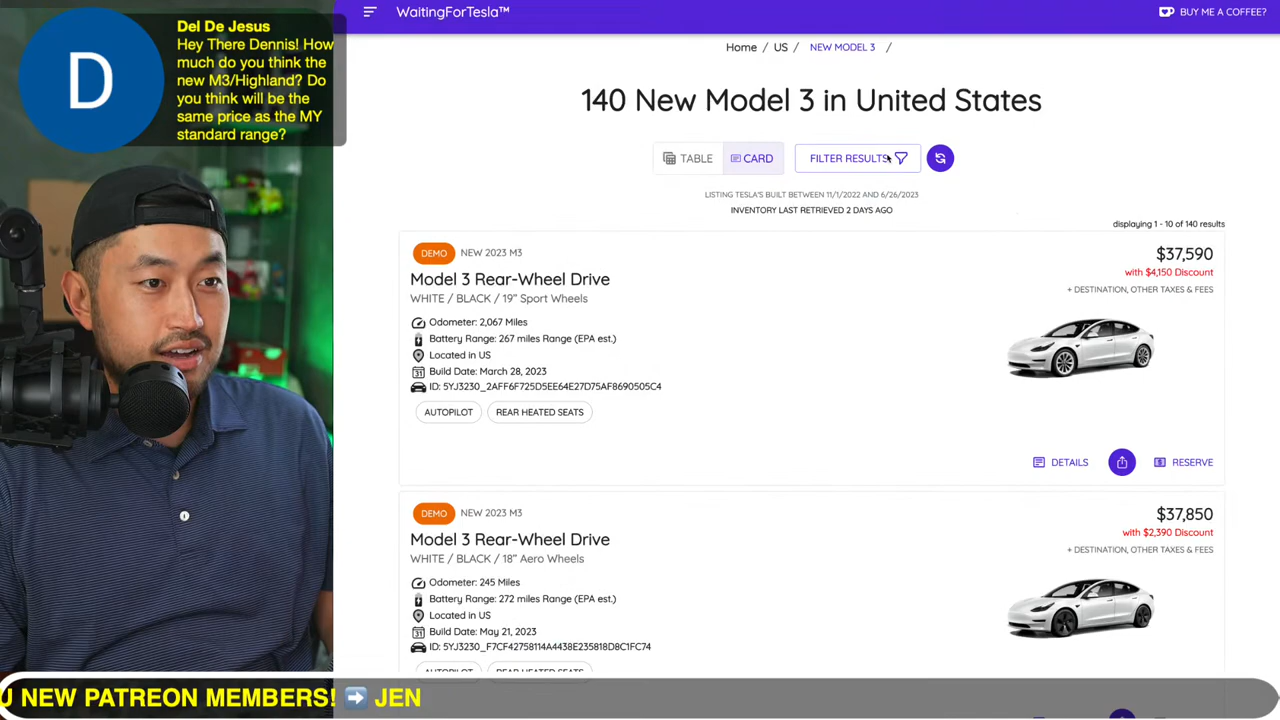 Del De Jesus
Hey There Dennis! How
much do you think the
new M3/Highland? Do
you think will be the
same price as the MY
standard range?
D
WaitingForTesla™
BUY ME A COFFEE?
Home / US / NEW MODEL 3 /
140 New Model 3 in United States
TABLE
CARD
FILTER RESULTS
LISTING TESLA'S BUILT BETWEEN 11/1/2022 AND 6/26/2023
INVENTORY LAST RETRIEVED 2 DAYS AGO
displaying 1 - 10 of 140 results
DEMO NEW 2023 M3
Model 3 Rear-Wheel Drive
WHITE / BLACK / 19" Sport Wheels
Odometer: 2,067 Miles
Battery Range: 267 miles Range (EPA est.)
Located in US
Build Date: March 28, 2023
ID: 5YJ3230_2AFF6F725D5EE64E27D75AF8690505C4
AUTOPILOT
REAR HEATED SEATS
$37,590
with $4,150 Discount
+ DESTINATION, OTHER TAXES & FEES
DETAILS
RESERVE
DEMO NEW 2023 M3
Model 3 Rear-Wheel Drive
WHITE / BLACK / 18" Aero Wheels
Odometer: 245 Miles
Battery Range: 272 miles Range (EPA est.)
Located in US
Build Date: May 21, 2023
ID: 5YJ3230_F7CF42758114A4438E235818D8C1FC74
AUTOPILOT
REAR HEATED SEATS
$37,850
with $2,390 Discount
+ DESTINATION, OTHER TAXES & FEES
U NEW PATREON MEMBERS! ➡️ JEN